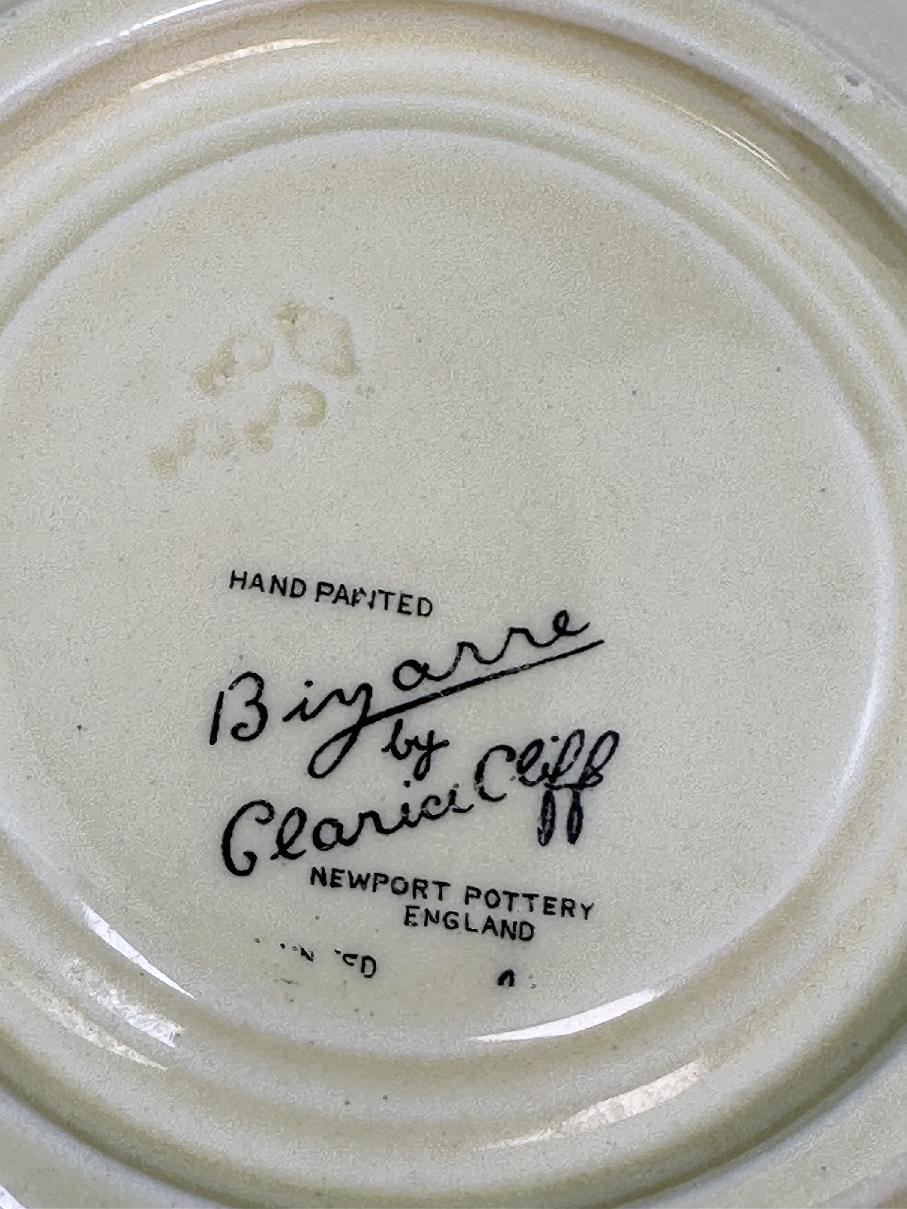 HAND PAINTED
Bizarre
by
Clarice Cliff
NEWPORT POTTERY
ENGLAND